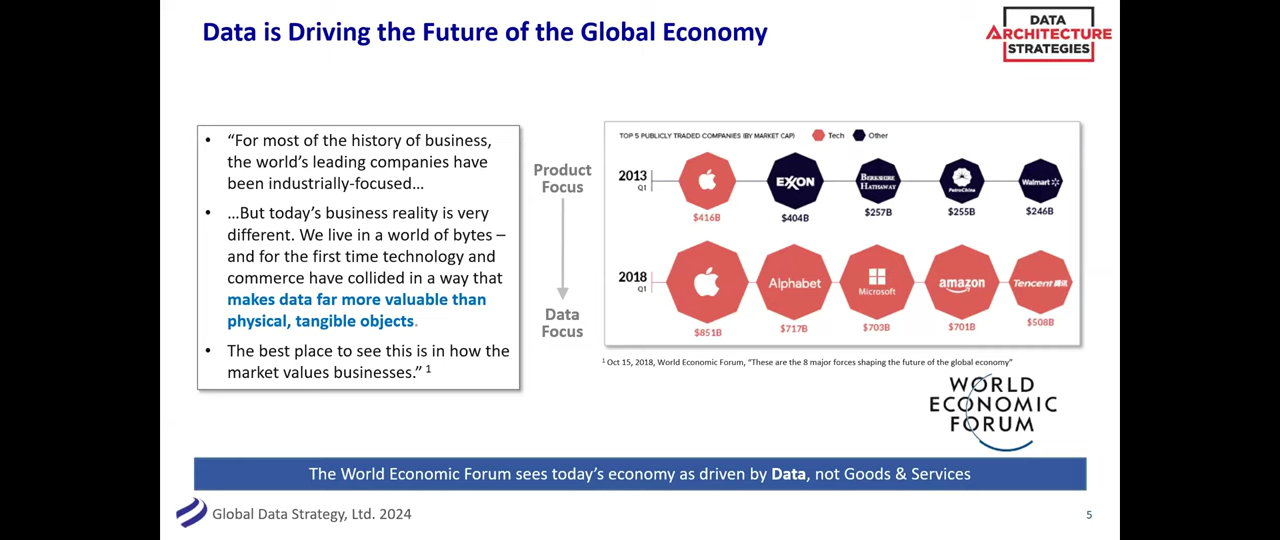 Data is Driving the Future of the Global Economy
DATA
ARCHITECTURE
STRATEGIES
• “For most of the history of business,
the world’s leading companies have
been industrially-focused…
• …But today’s business reality is very
different. We live in a world of bytes –
and for the first time technology and
commerce have collided in a way that
makes data far more valuable than
physical, tangible objects.
• The best place to see this is in how the
market values businesses.” 1
Product
Focus
Data
Focus
TOP 5 PUBLICLY TRADED COMPANIES (BY MARKET CAP) Tech Other
2013
Q1
EXXON
BERKSHIRE
HATHAWAY
PetroChina
Walmart
$416B $404B $257B $255B $246B
2018
Q1
Alphabet
Microsoft
amazon
Tencent 腾讯
$851B $717B $703B $701B $508B
1 Oct 15, 2018, World Economic Forum, “These are the 8 major forces shaping the future of the global economy”
WORLD
ECONOMIC
FORUM
The World Economic Forum sees today’s economy as driven by Data, not Goods & Services
Global Data Strategy, Ltd. 2024
5